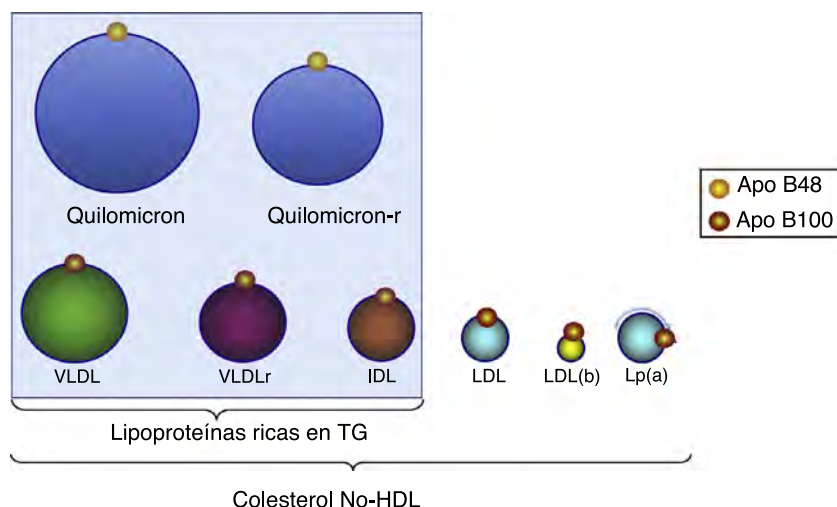 Quilomicron
Quilomicron-r
Apo B48
Apo B100
VLDL
VLDLr
IDL
LDL
LDL(b)
Lp(a)
Lipoproteínas ricas en TG
Colesterol No-HDL